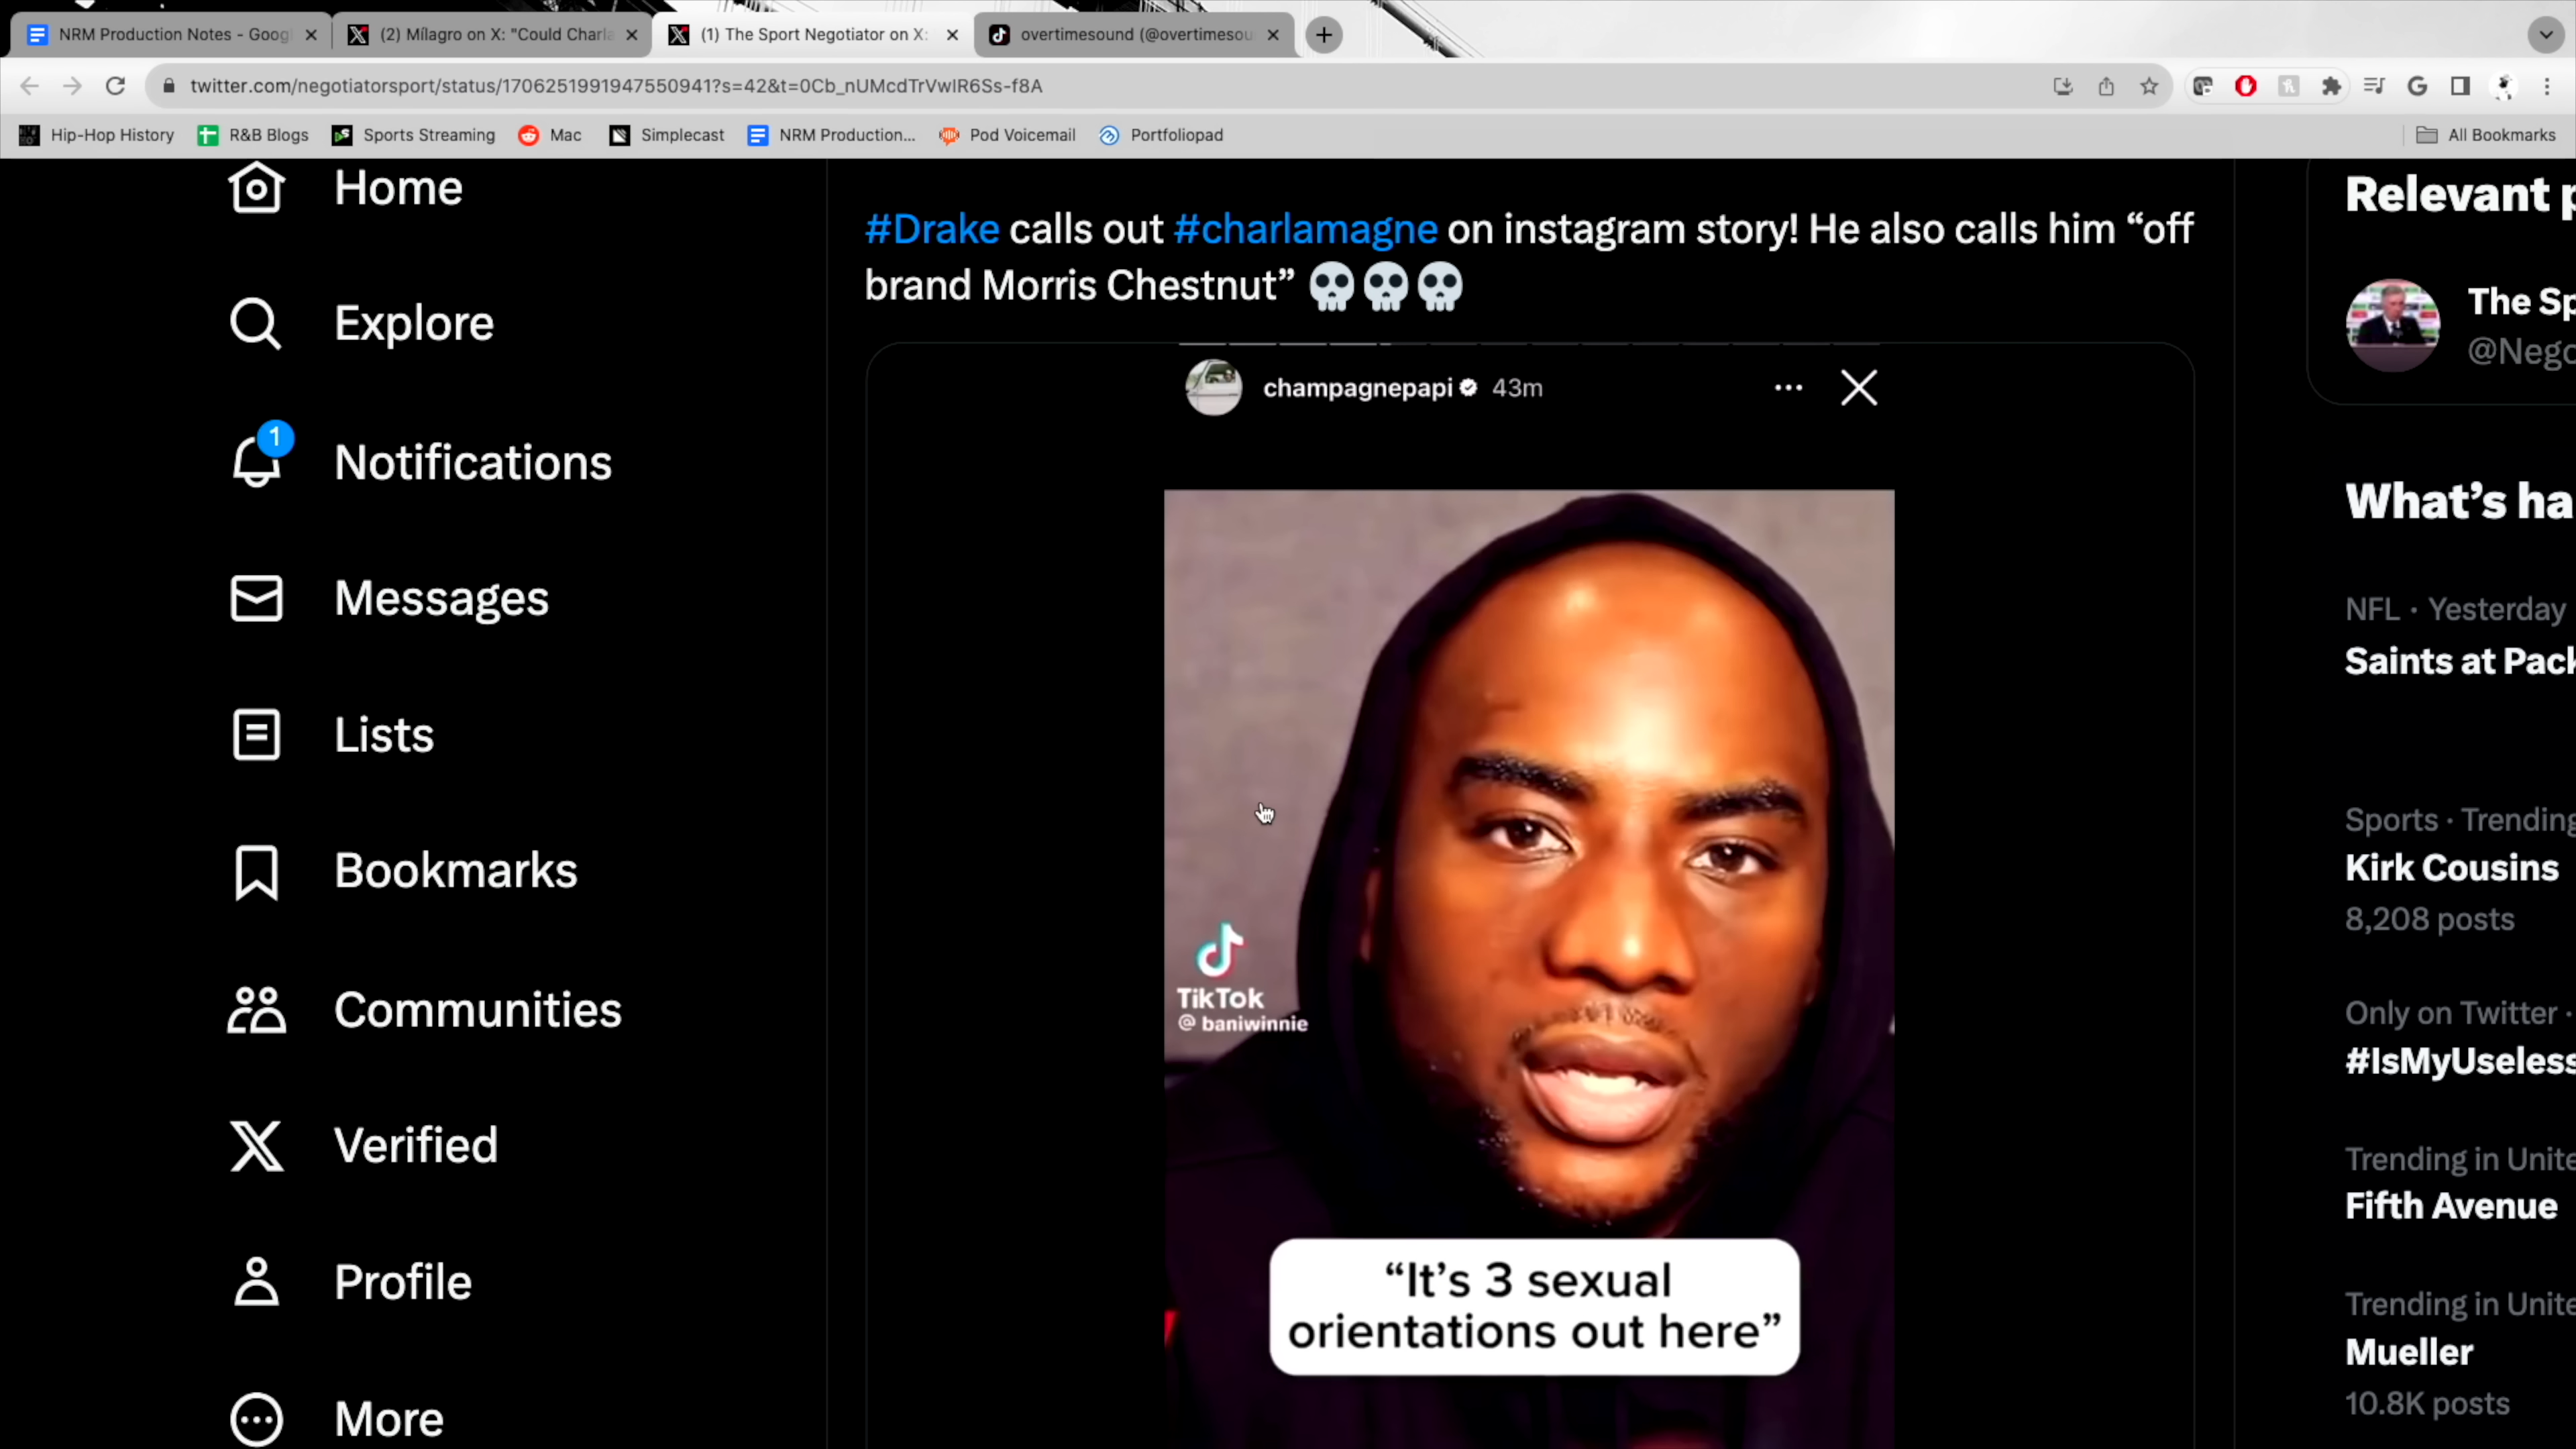 NRM Production Notes - Goog
(2) Mílagro on X: "Could Charla
(1) The Sport Negotiator on X:
overtimesound (@overtimesou
twitter.com/negotiatorsport/status/1706251991947550941?s=42&t=0Cb_nUMcdTrVwIR6Ss-f8A
Hip-Hop History
R&B Blogs
Sports Streaming
Mac
Simplecast
NRM Production...
Pod Voicemail
Portfoliopad
All Bookmarks
Home
Explore
1
Notifications
Messages
Lists
Bookmarks
Communities
Verified
Profile
More
#Drake calls out #charlamagne on instagram story! He also calls him “off
brand Morris Chestnut” 💀💀💀
champagnepapi 43m
TikTok
@ baniwinnie
“It’s 3 sexual
orientations out here”
Relevant p
The Sp
@Nego
What’s ha
NFL · Yesterday
Saints at Pack
Sports · Trending
Kirk Cousins
8,208 posts
Only on Twitter ·
#IsMyUseless
Trending in Unite
Fifth Avenue
Trending in Unite
Mueller
10.8K posts